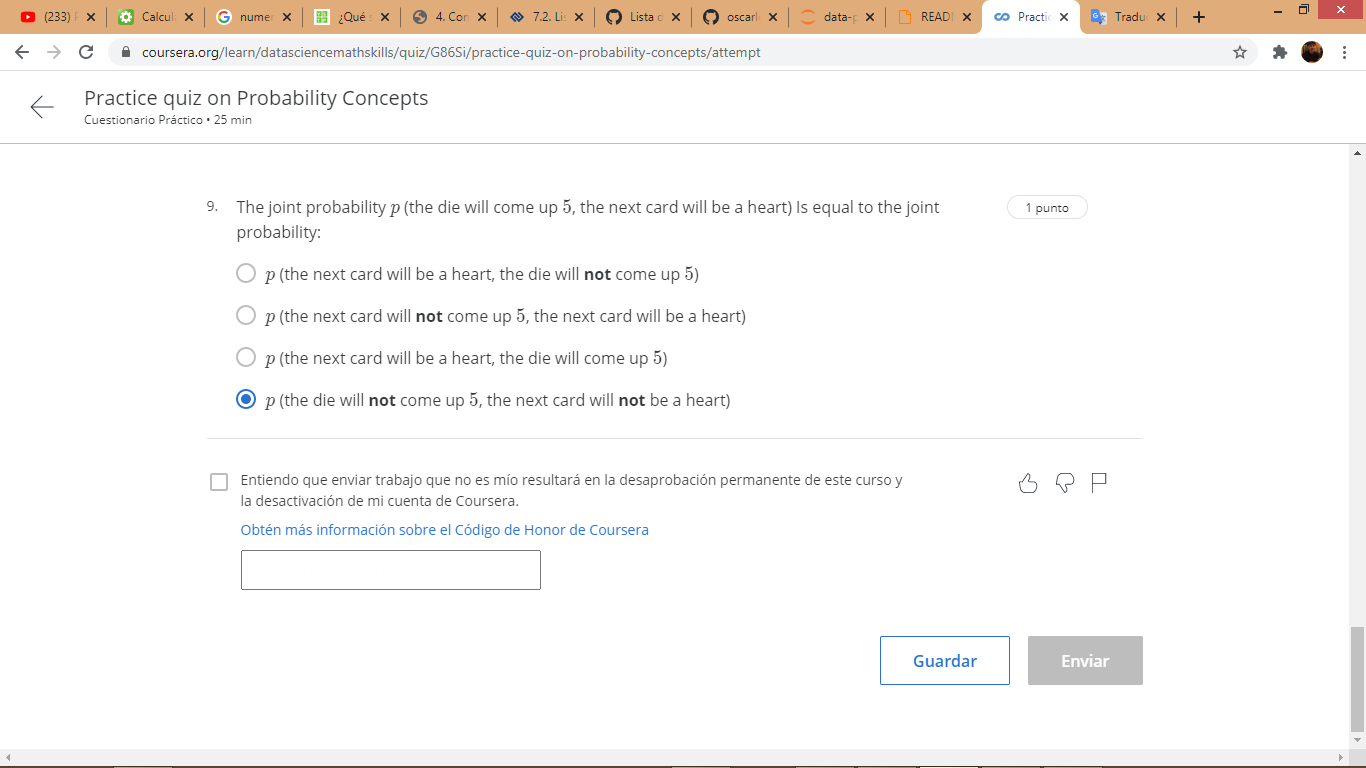 (233)
Calcul
numer
¿Qué
4. Con
7.2. Lis
Lista d
oscarl
data-p
READ
Practic
Tradu
coursera.org/learn/datasciencemathskills/quiz/G86Si/practice-quiz-on-probability-concepts/attempt
Practice quiz on Probability Concepts
Cuestionario Práctico • 25 min
9. The joint probability p (the die will come up 5, the next card will be a heart) Is equal to the joint
probability:
1 punto
p (the next card will be a heart, the die will not come up 5)
p (the next card will not come up 5, the next card will be a heart)
p (the next card will be a heart, the die will come up 5)
p (the die will not come up 5, the next card will not be a heart)
Entiendo que enviar trabajo que no es mío resultará en la desaprobación permanente de este curso y
la desactivación de mi cuenta de Coursera.
Obtén más información sobre el Código de Honor de Coursera
Guardar
Enviar